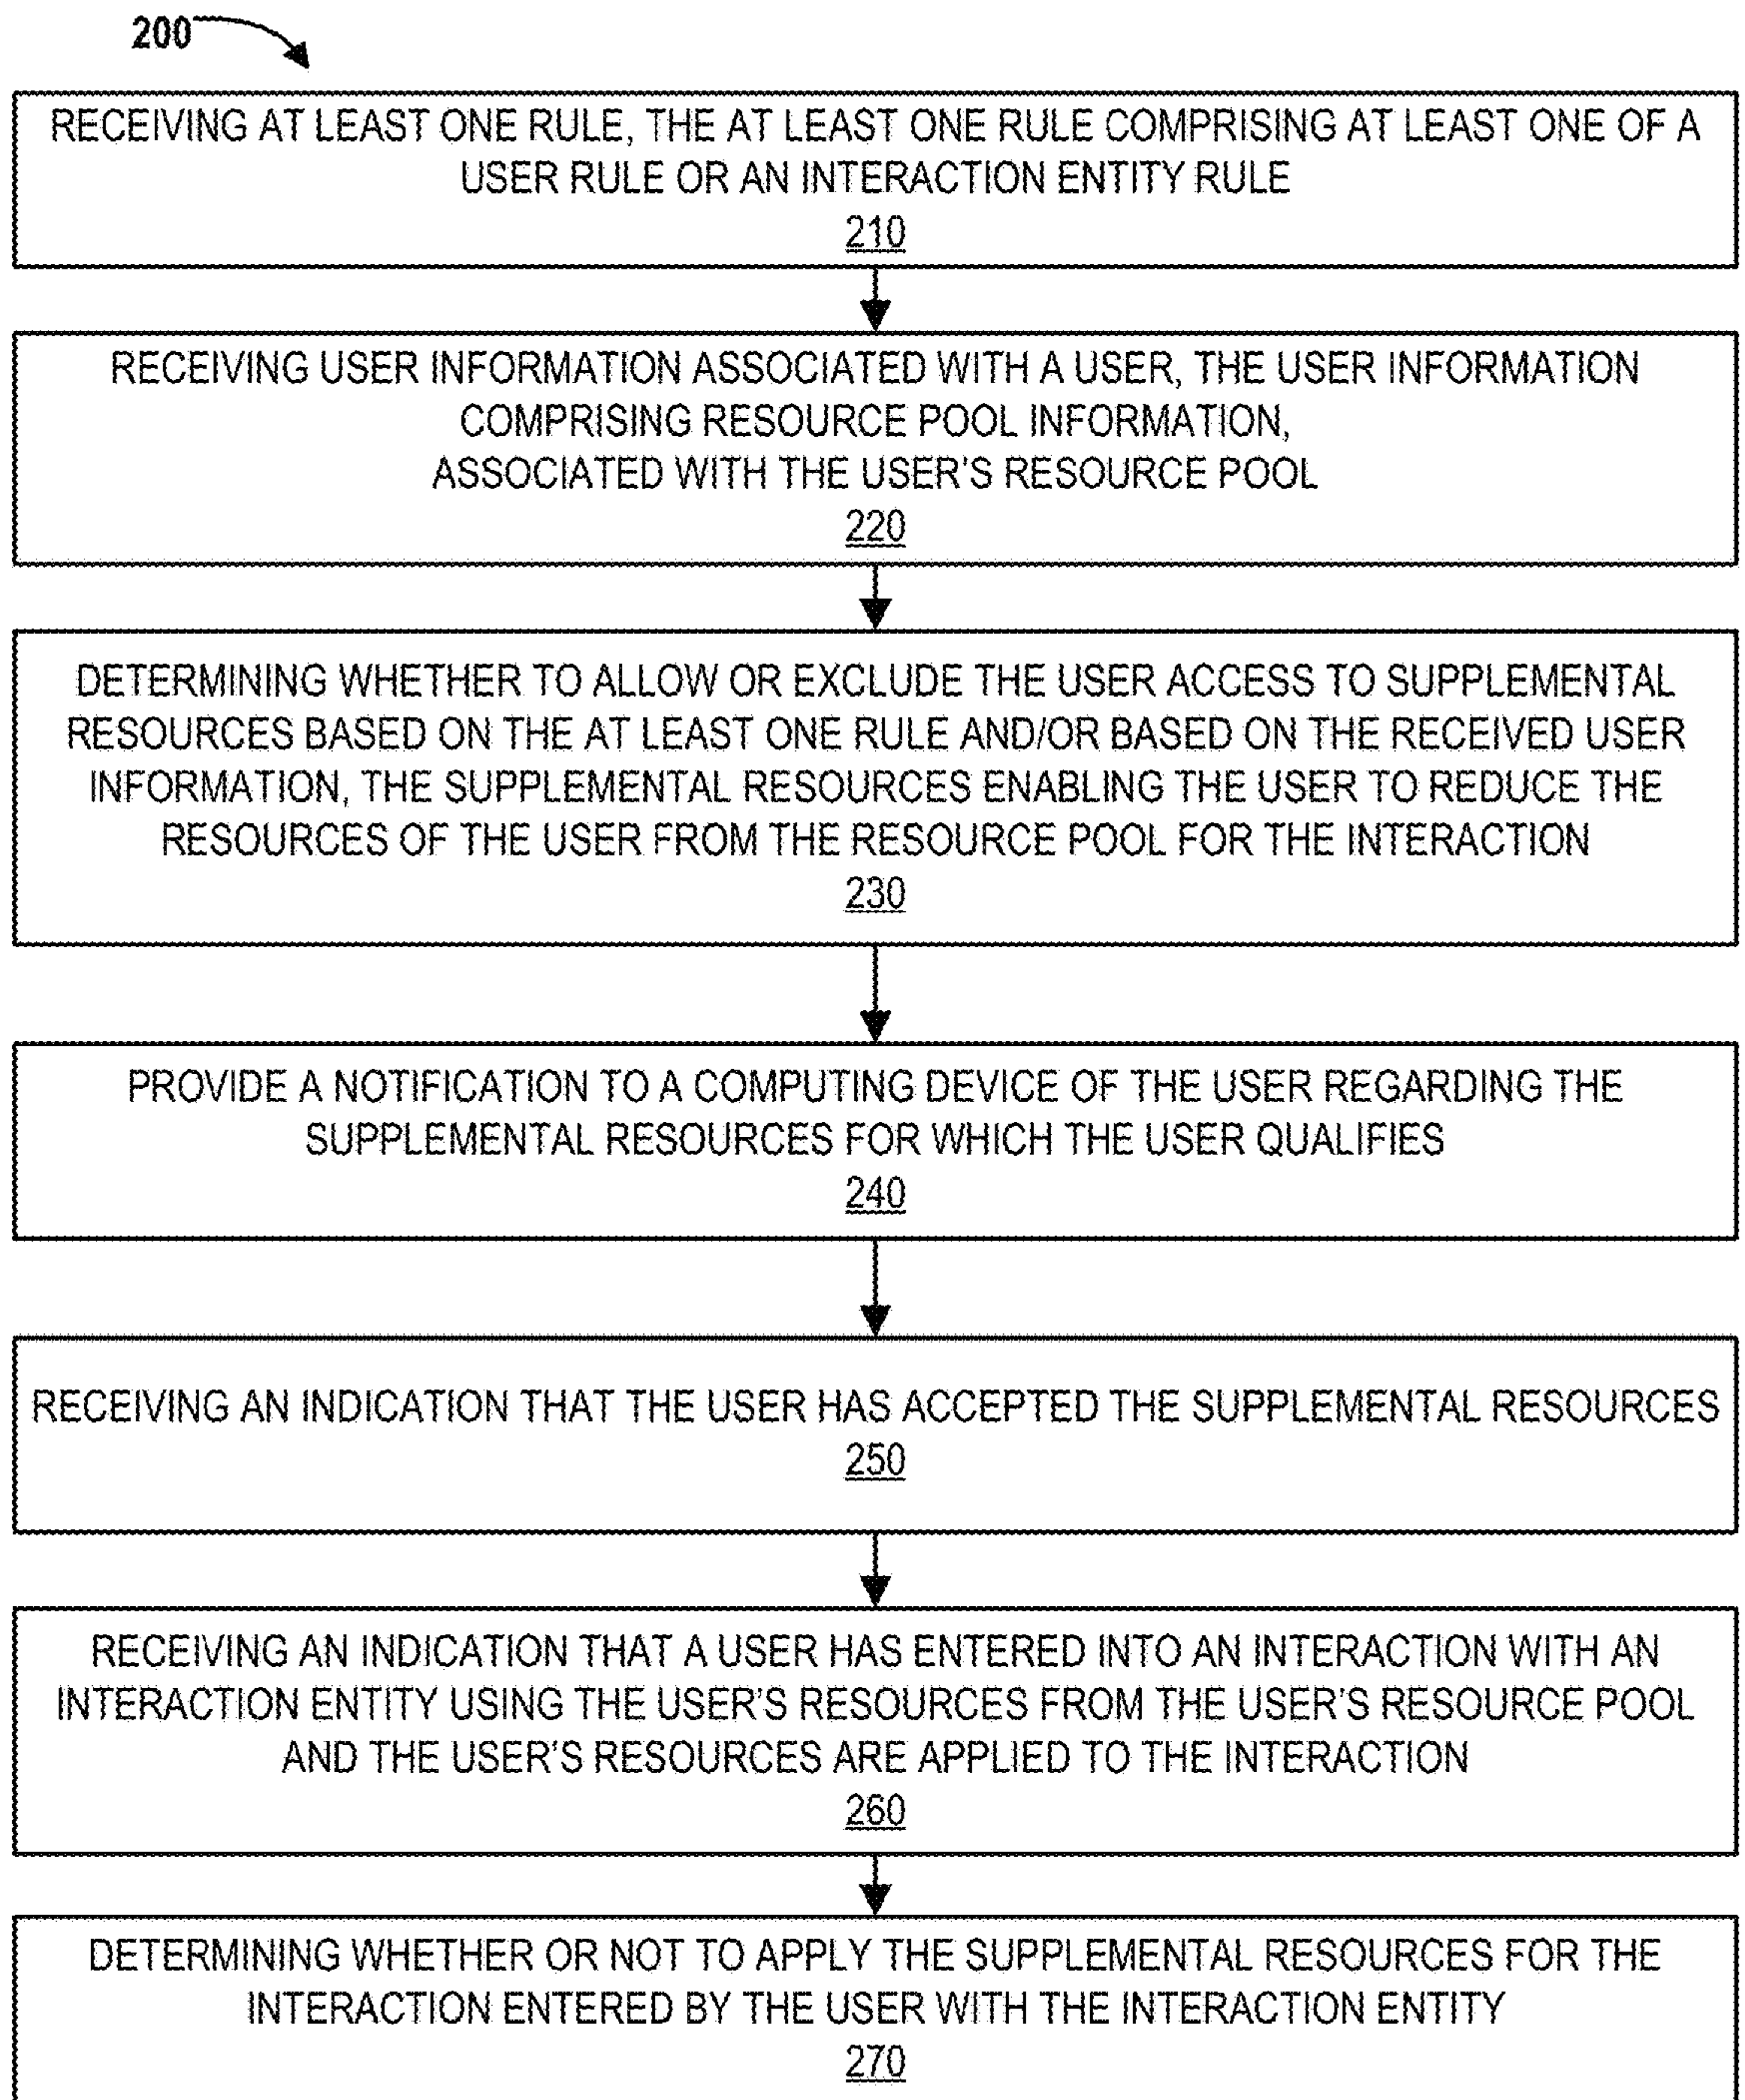 200
RECEIVING AT LEAST ONE RULE, THE AT LEAST ONE RULE COMPRISING AT LEAST ONE OF A
USER RULE OR AN INTERACTION ENTITY RULE
210
RECEIVING USER INFORMATION ASSOCIATED WITH A USER, THE USER INFORMATION
COMPRISING RESOURCE POOL INFORMATION,
ASSOCIATED WITH THE USER'S RESOURCE POOL
220
DETERMINING WHETHER TO ALLOW OR EXCLUDE THE USER ACCESS TO SUPPLEMENTAL
RESOURCES BASED ON THE AT LEAST ONE RULE AND/OR BASED ON THE RECEIVED USER
INFORMATION, THE SUPPLEMENTAL RESOURCES ENABLING THE USER TO REDUCE THE
RESOURCES OF THE USER FROM THE RESOURCE POOL FOR THE INTERACTION
230
PROVIDE A NOTIFICATION TO A COMPUTING DEVICE OF THE USER REGARDING THE
SUPPLEMENTAL RESOURCES FOR WHICH THE USER QUALIFIES
240
RECEIVING AN INDICATION THAT THE USER HAS ACCEPTED THE SUPPLEMENTAL RESOURCES
250
RECEIVING AN INDICATION THAT A USER HAS ENTERED INTO AN INTERACTION WITH AN
INTERACTION ENTITY USING THE USER'S RESOURCES FROM THE USER'S RESOURCE POOL
AND THE USER'S RESOURCES ARE APPLIED TO THE INTERACTION
260
DETERMINING WHETHER OR NOT TO APPLY THE SUPPLEMENTAL RESOURCES FOR THE
INTERACTION ENTERED BY THE USER WITH THE INTERACTION ENTITY
270